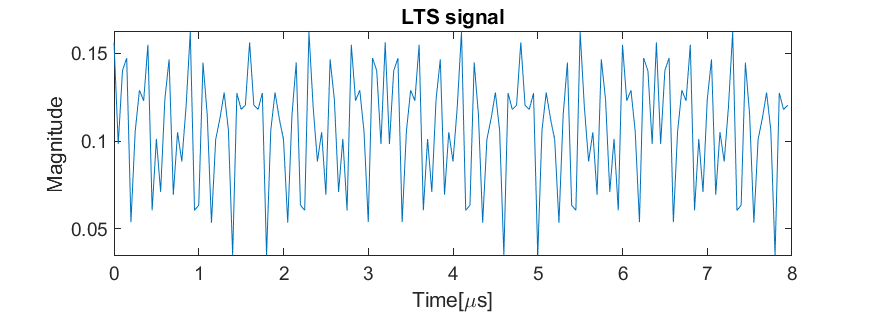 LTS signal
0.15
0.1
0.05
Magnitude
0 1 2 3 4 5 6 7 8
Time[μs]